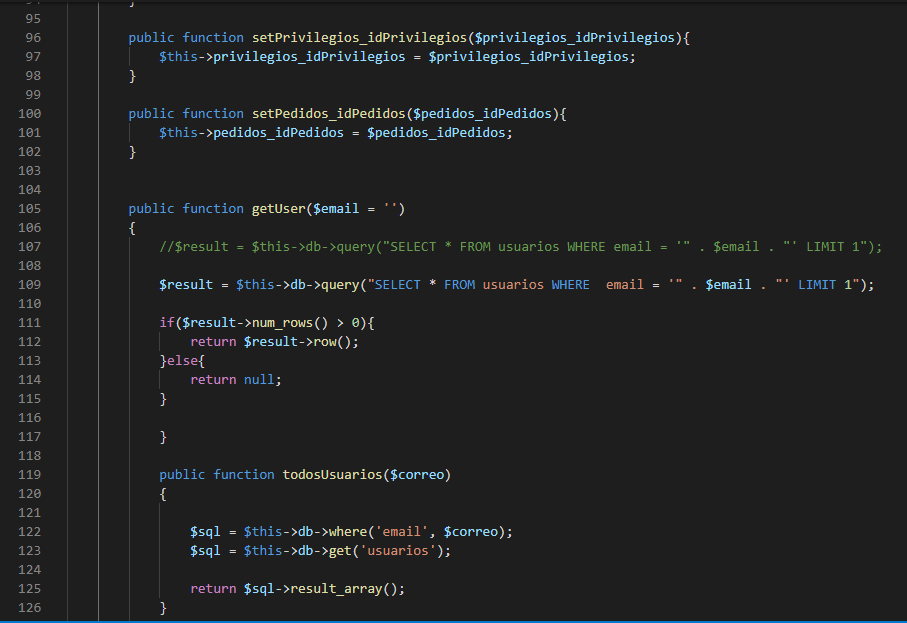 95
96 public function setPrivilegios_idPrivilegios($privilegios_idPrivilegios){
97 $this->privilegios_idPrivilegios = $privilegios_idPrivilegios;
98 }
99
100 public function setPedidos_idPedidos($pedidos_idPedidos){
101 $this->pedidos_idPedidos = $pedidos_idPedidos;
102 }
103
104
105 public function getUser($email = '')
106 {
107 //$result = $this->db->query("SELECT * FROM usuarios WHERE email = '" . $email . "' LIMIT 1");
108
109 $result = $this->db->query("SELECT * FROM usuarios WHERE  email = '" . $email . "' LIMIT 1");
110
111 if($result->num_rows() > 0){
112 return $result->row();
113 }else{
114 return null;
115 }
116
117 }
118
119 public function todosUsuarios($correo)
120 {
121
122 $sql = $this->db->where('email', $correo);
123 $sql = $this->db->get('usuarios');
124
125 return $sql->result_array();
126 }